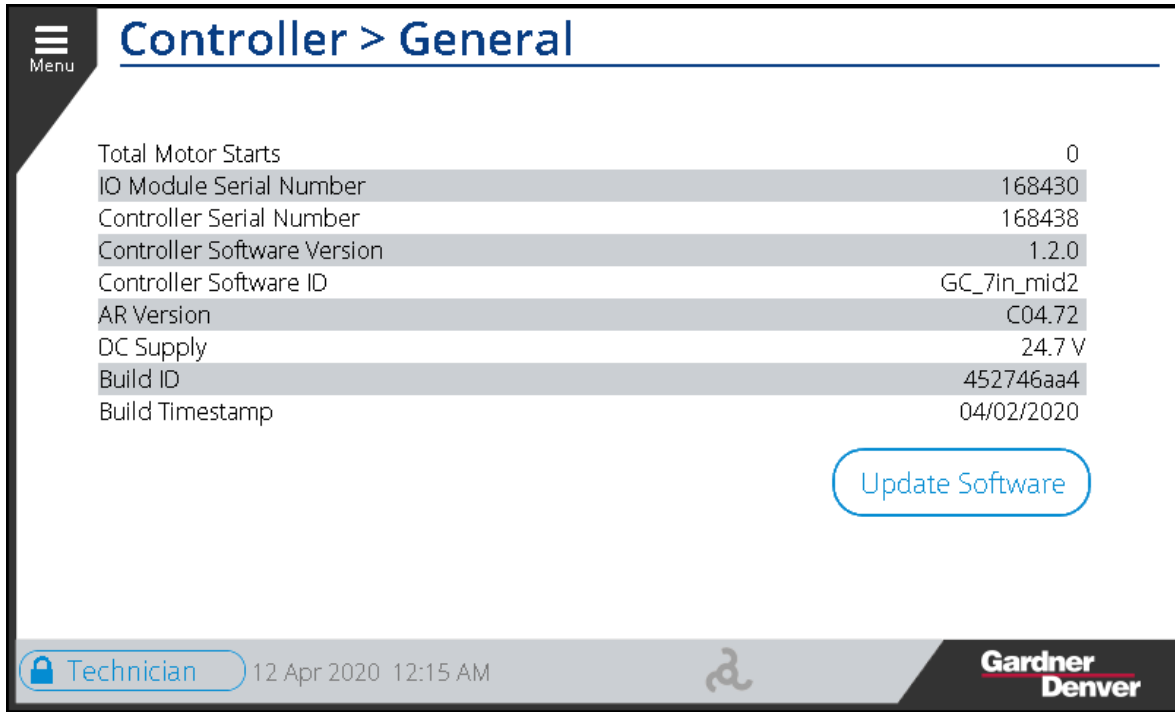 Menu
Controller > General
Total Motor Starts 0
IO Module Serial Number 168430
Controller Serial Number 168438
Controller Software Version 1.2.0
Controller Software ID GC_7in_mid2
AR Version C04.72
DC Supply 24.7 V
Build ID 452746aa4
Build Timestamp 04/02/2020
Update Software
Technician 12 Apr 2020 12:15 AM
Gardner
Denver